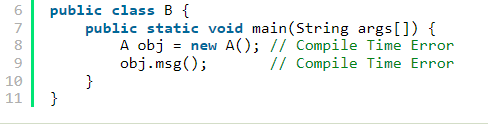 6 public class B {
7     public static void main(String args[]) {
8         A obj = new A(); // Compile Time Error
9         obj.msg();       // Compile Time Error
10     }
11 }